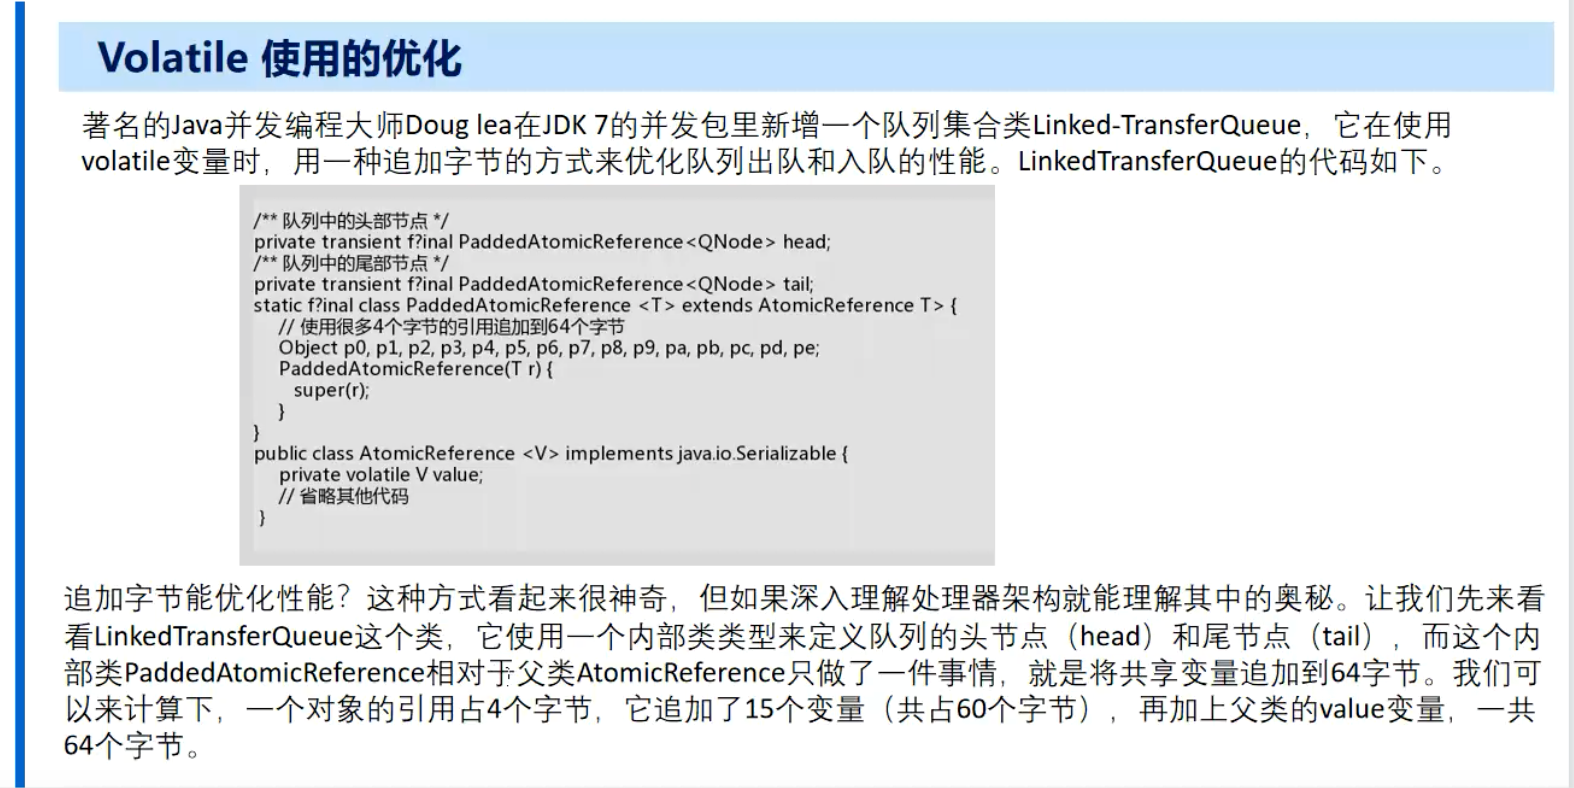 Volatile 使用的优化
著名的Java并发编程大师Doug lea在JDK 7的并发包里新增一个队列集合类Linked-TransferQueue，它在使用
volatile变量时，用一种追加字节的方式来优化队列出队和入队的性能。LinkedTransferQueue的代码如下。
/** 队列中的头部节点 */
private transient f?inal PaddedAtomicReference<QNode> head;
/** 队列中的尾部节点 */
private transient f?inal PaddedAtomicReference<QNode> tail;
static f?inal class PaddedAtomicReference <T> extends AtomicReference T> {
// 使用很多4个字节的引用追加到64个字节
Object p0, p1, p2, p3, p4, p5, p6, p7, p8, p9, pa, pb, pc, pd, pe;
PaddedAtomicReference(T r) {
super(r);
}
}
public class AtomicReference <V> implements java.io.Serializable {
private volatile V value;
// 省略其他代码
}
追加字节能优化性能？这种方式看起来很神奇，但如果深入理解处理器架构就能理解其中的奥秘。让我们先来看
看LinkedTransferQueue这个类，它使用一个内部类类型来定义队列的头节点（head）和尾节点（tail），而这个内
部类PaddedAtomicReference相对于父类AtomicReference只做了一件事情，就是将共享变量追加到64字节。我们可
以来计算下，一个对象的引用占4个字节，它追加了15个变量（共占60个字节），再加上父类的value变量，一共
64个字节。